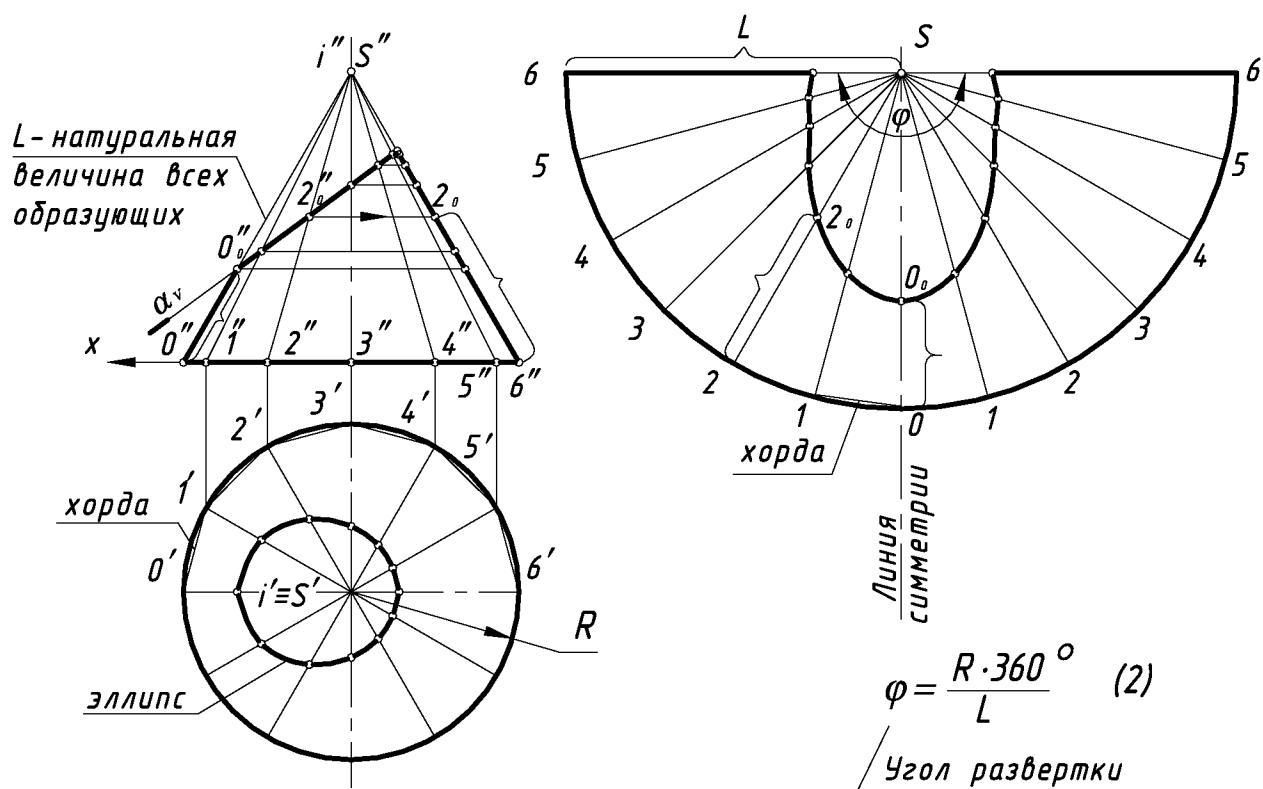 i″ S″
L - натуральная
величина всех
образующих
2₀″
2₀
0₀″
αᵥ
x
0″ 1″ 2″ 3″ 4″ 5″ 6″
0′ 1′ 2′ 3′ 4′ 5′ 6′
хорда
i′≡S′
R
эллипс
L
S
6 6
φ
5 5
4 4
3 3
2 2
1 1
0
2₀
0₀
хорда
Линия
симметрии
φ = R·360° / L (2)
Угол развертки